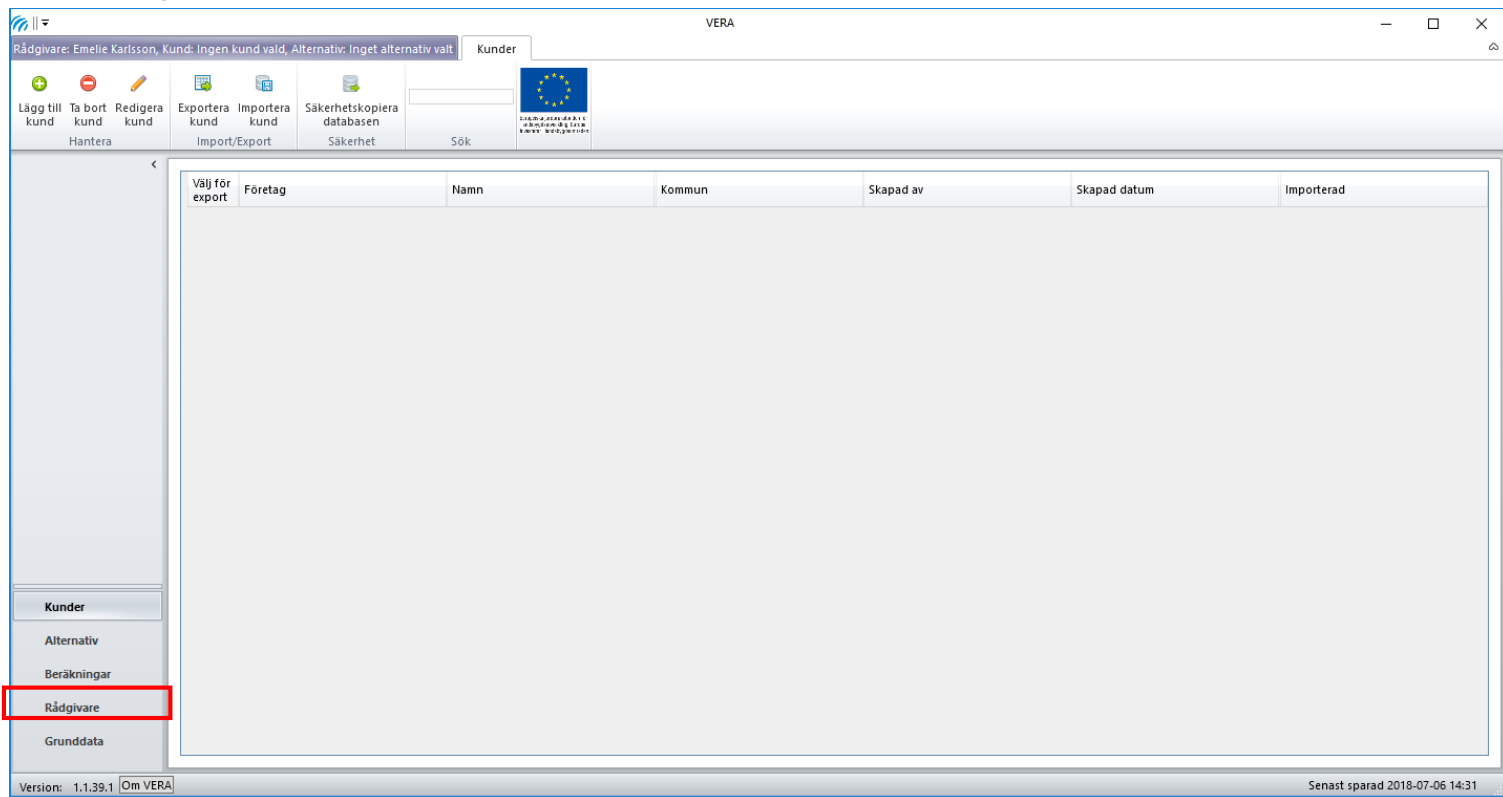 VERA
Rådgivare: Emelie Karlsson, Kund: Ingen kund vald, Alternativ: Inget alternativ valt
Kunder
Lägg till kund
Ta bort kund
Redigera kund
Hantera
Exportera kund
Importera kund
Import/Export
Säkerhetskopiera databasen
Säkerhet
Sök
Välj för export
Företag
Namn
Kommun
Skapad av
Skapad datum
Importerad
Kunder
Alternativ
Beräkningar
Rådgivare
Grunddata
Version: 1.1.39.1 Om VERA
Senast sparad 2018-07-06 14:31